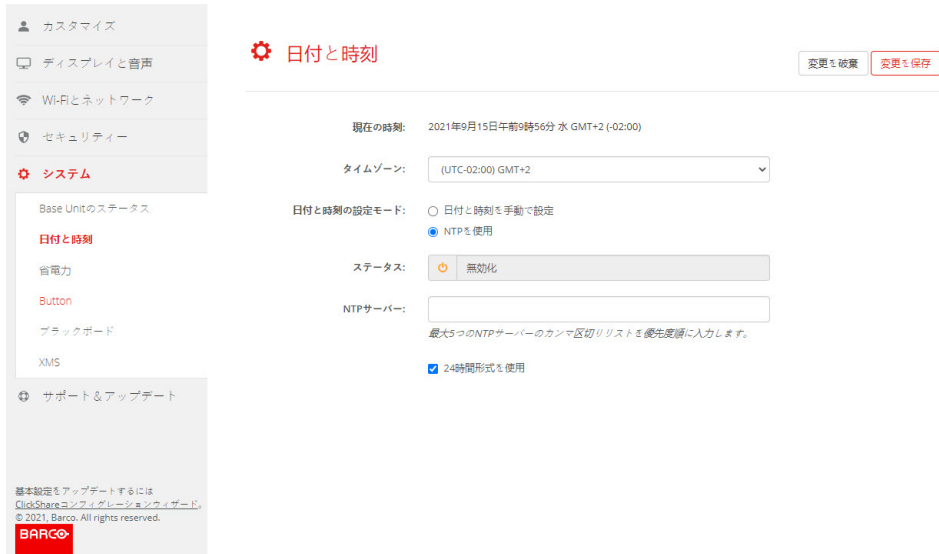 カスタマイズ
ディスプレイと音声
Wi-Fiとネットワーク
セキュリティー
システム
Base Unitのステータス
日付と時刻
省電力
Button
ブラックボード
XMS
サポート＆アップデート
基本設定をアップデートするには
ClickShareコンフィグレーションウィザード。
© 2021, Barco. All rights reserved.
BARCO
日付と時刻
変更を破棄
変更を保存
現在の時刻: 2021年9月15日午前9時56分 水 GMT+2 (-02:00)
タイムゾーン: (UTC-02:00) GMT+2
日付と時刻の設定モード: 日付と時刻を手動で設定
NTPを使用
ステータス: 無効化
NTPサーバー:
最大5つのNTPサーバーのカンマ区切りリストを優先度順に入力します。
24時間形式を使用